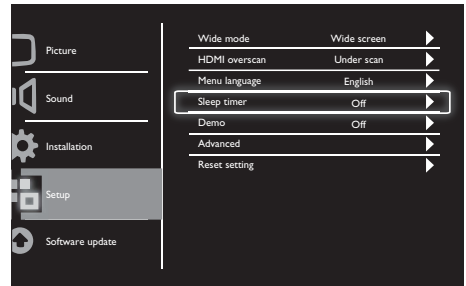 Picture
Sound
Installation
Setup
Software update
Wide mode Wide screen
HDMI overscan Under scan
Menu language English
Sleep timer Off
Demo Off
Advanced
Reset setting